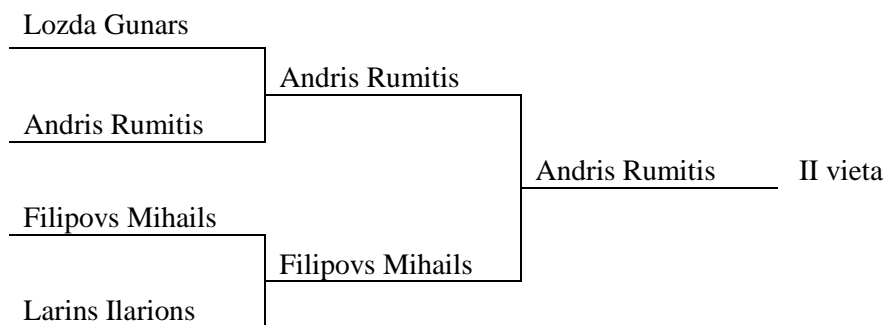 Lozda Gunars
Andris Rumitis
Andris Rumitis
Andris Rumitis II vieta
Filipovs Mihails
Filipovs Mihails
Larins Ilarions